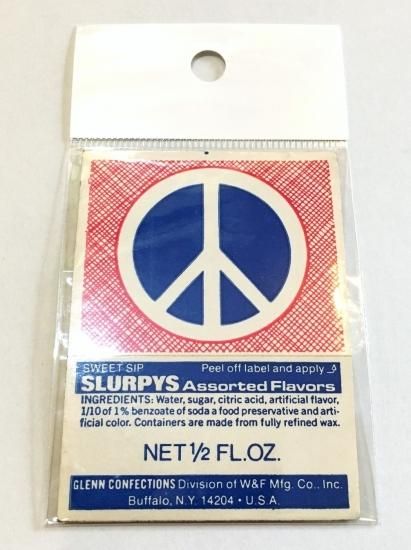 SWEET SIP Peel off label and apply
SLURPYS Assorted Flavors
INGREDIENTS: Water, sugar, citric acid, artificial flavor,
1/10 of 1% benzoate of soda a food preservative and arti-
ficial color. Containers are made from fully refined wax.
NET ½ FL.OZ.
GLENN CONFECTIONS Division of W&F Mfg. Co., Inc.
Buffalo, N.Y. 14204 • U.S.A.